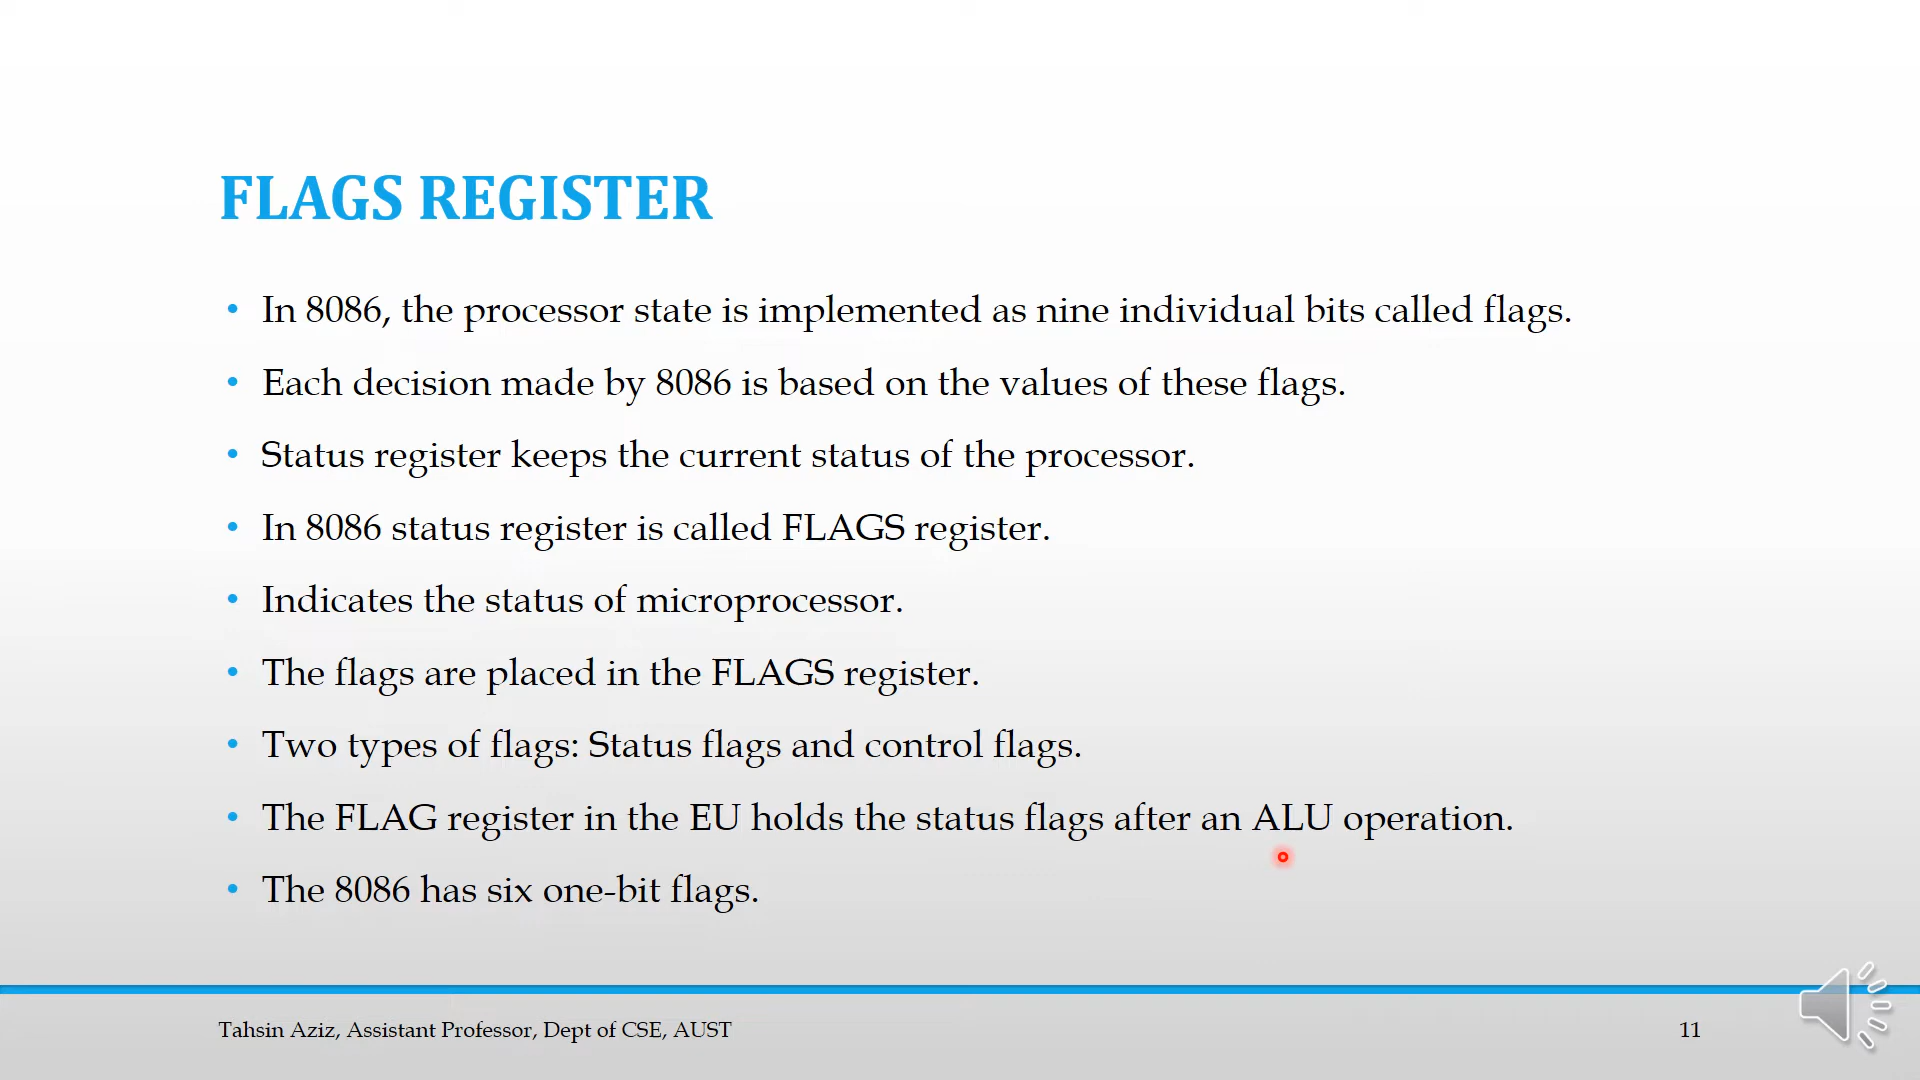 FLAGS REGISTER
• In 8086, the processor state is implemented as nine individual bits called flags.
• Each decision made by 8086 is based on the values of these flags.
• Status register keeps the current status of the processor.
• In 8086 status register is called FLAGS register.
• Indicates the status of microprocessor.
• The flags are placed in the FLAGS register.
• Two types of flags: Status flags and control flags.
• The FLAG register in the EU holds the status flags after an ALU operation.
• The 8086 has six one-bit flags.
Tahsin Aziz, Assistant Professor, Dept of CSE, AUST
11